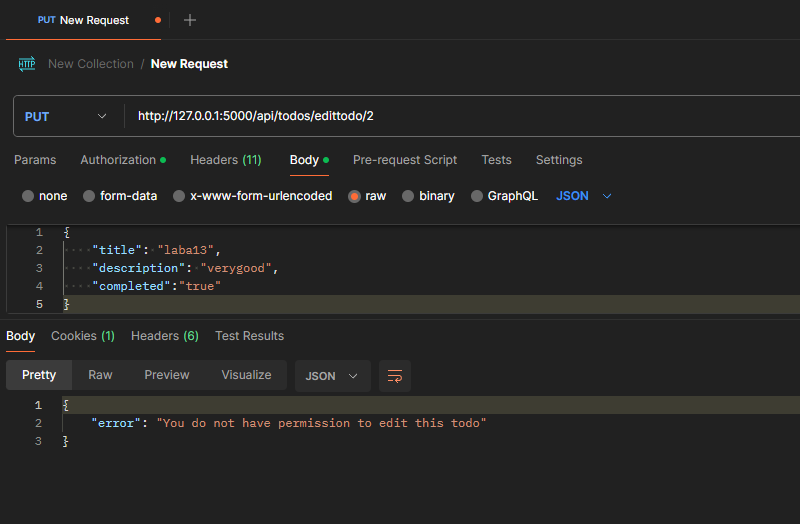 PUT New Request
New Collection / New Request
PUT http://127.0.0.1:5000/api/todos/edittodo/2
Params Authorization Headers (11) Body Pre-request Script Tests Settings
none form-data x-www-form-urlencoded raw binary GraphQL JSON
1 {
2 "title": "laba13",
3 "description": "verygood",
4 "completed":"true"
5 }
Body Cookies (1) Headers (6) Test Results
Pretty Raw Preview Visualize JSON
1 {
2 "error": "You do not have permission to edit this todo"
3 }